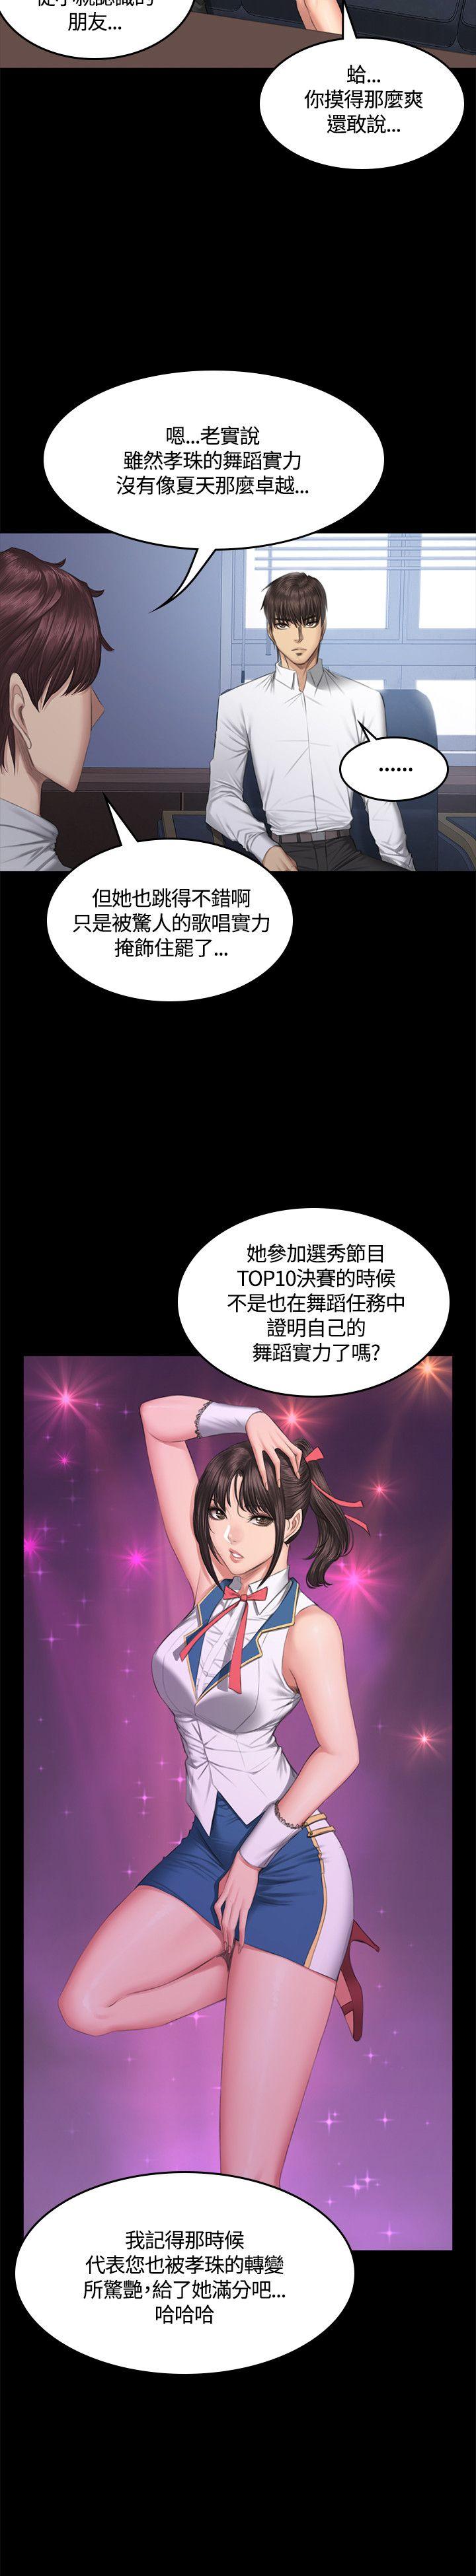 朋友...
蛤...
你摸得那麼爽
還敢說...
嗯...老實說
雖然孝珠的舞蹈實力
沒有像夏天那麼卓越...
......
但她也跳得不錯啊
只是被驚人的歌唱實力
掩飾住罷了...
她參加選秀節目
TOP10決賽的時候
不是也在舞蹈任務中
證明自己的
舞蹈實力了嗎?
我記得那時候
代表您也被孝珠的轉變
所驚艷,給了她滿分吧...
哈哈哈